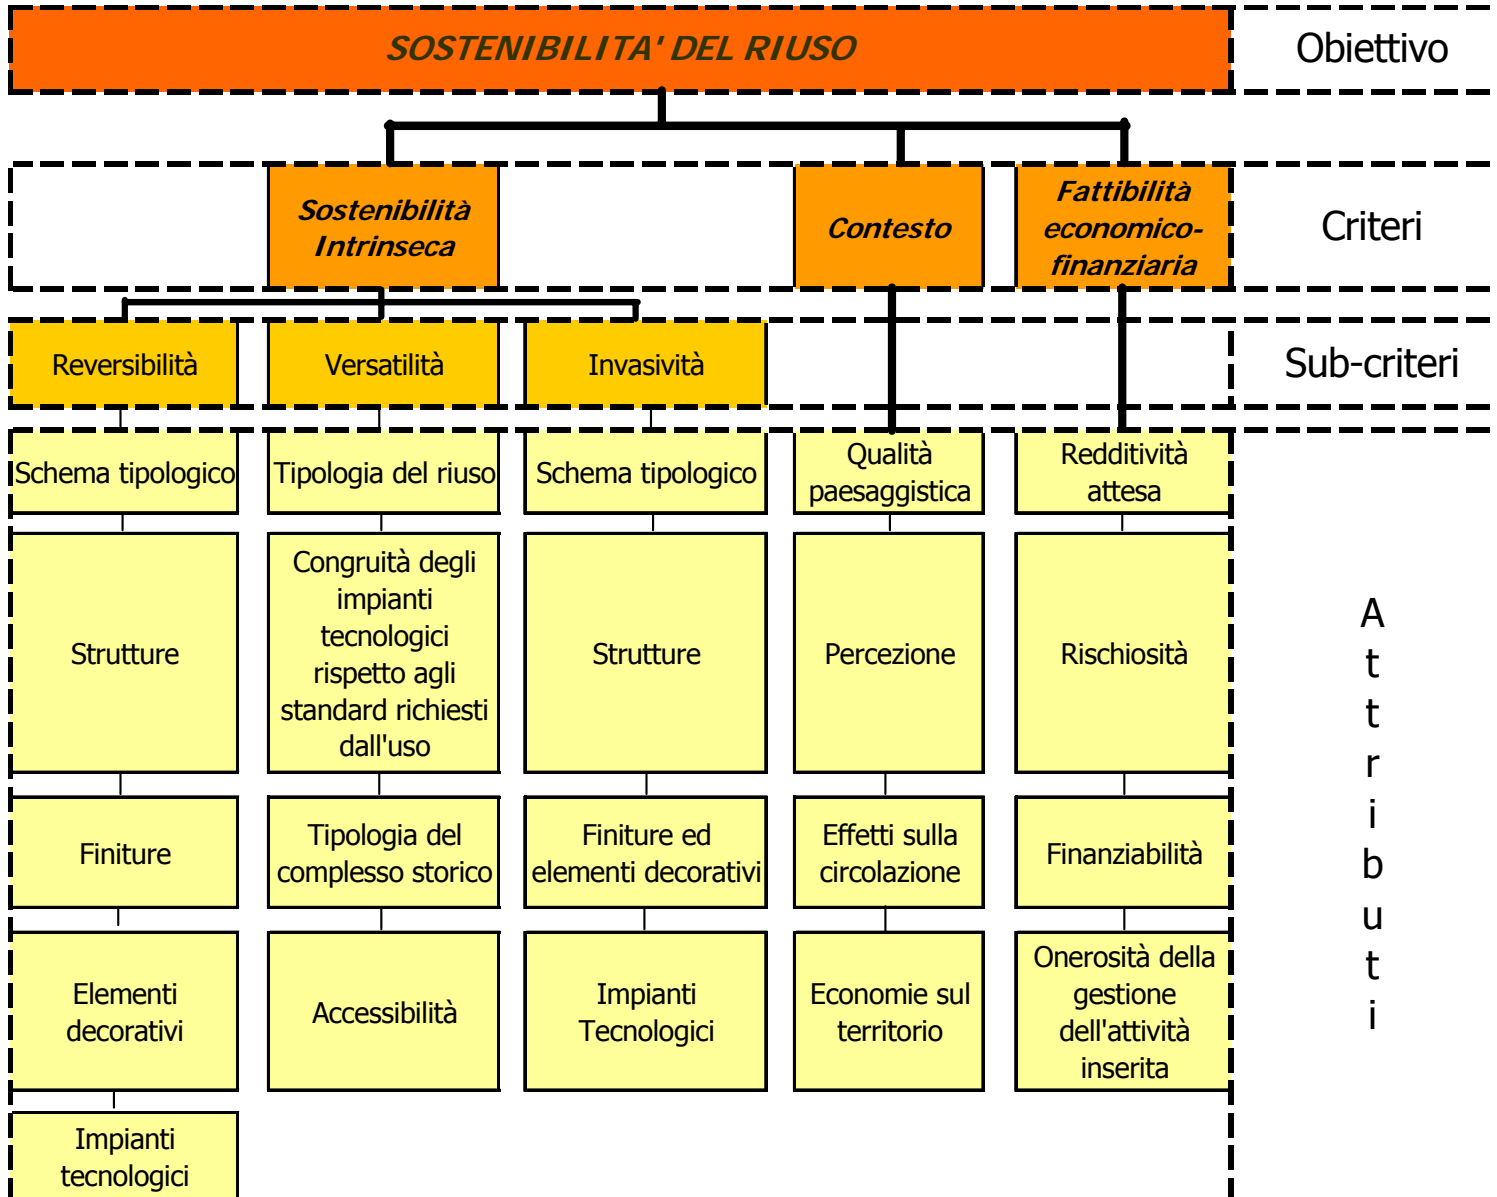 SOSTENIBILITA' DEL RIUSO
Obiettivo
Sostenibilità
Intrinseca
Contesto
Fattibilità
economico-
finanziaria
Criteri
Reversibilità
Versatilità
Invasività
Sub-criteri
Schema tipologico
Tipologia del riuso
Schema tipologico
Qualità
paesaggistica
Redditività
attesa
Strutture
Congruità degli
impianti
tecnologici
rispetto agli
standard richiesti
dall'uso
Strutture
Percezione
Rischiosità
Finiture
Tipologia del
complesso storico
Finiture ed
elementi decorativi
Effetti sulla
circolazione
Finanziabilità
Elementi
decorativi
Accessibilità
Impianti
Tecnologici
Economie sul
territorio
Onerosità della
gestione
dell'attività
inserita
Impianti
tecnologici
A
t
t
r
i
b
u
t
i